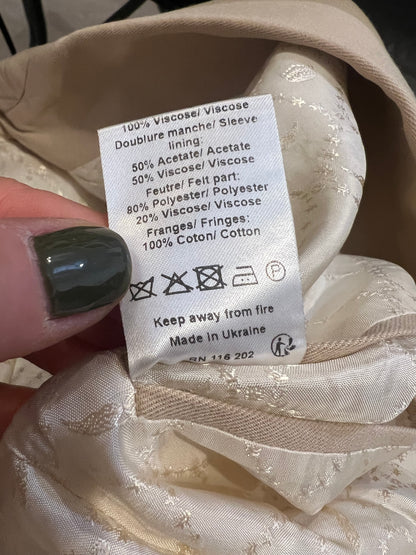 100% Viscose/ Viscose
Doublure manche/ Sleeve
lining:
50% Acetate/ Acetate
50% Viscose/ Viscose
Feutre/ Felt part:
80% Polyester/ Polyester
20% Viscose/ Viscose
Franges/ Fringes:
100% Coton/ Cotton
P
Keep away from fire
Made in Ukraine
RN 116 202